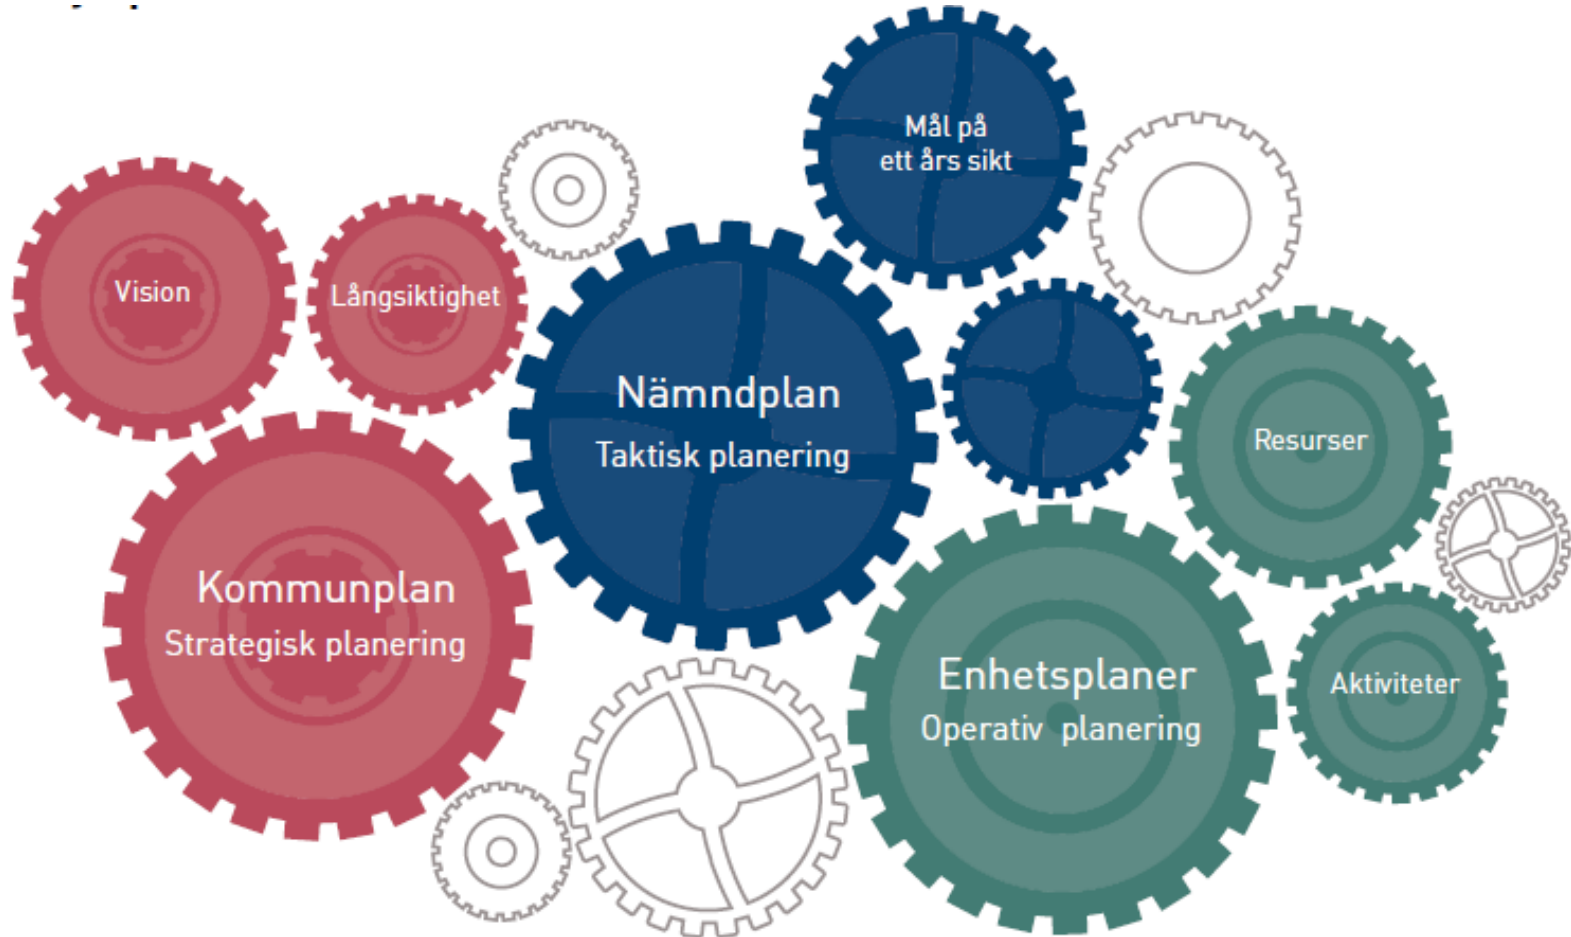 Mål på
ett års sikt
Vision
Långsiktighet
Nämndplan
Taktisk planering
Resurser
Kommunplan
Strategisk planering
Enhetsplaner
Operativ planering
Aktiviteter